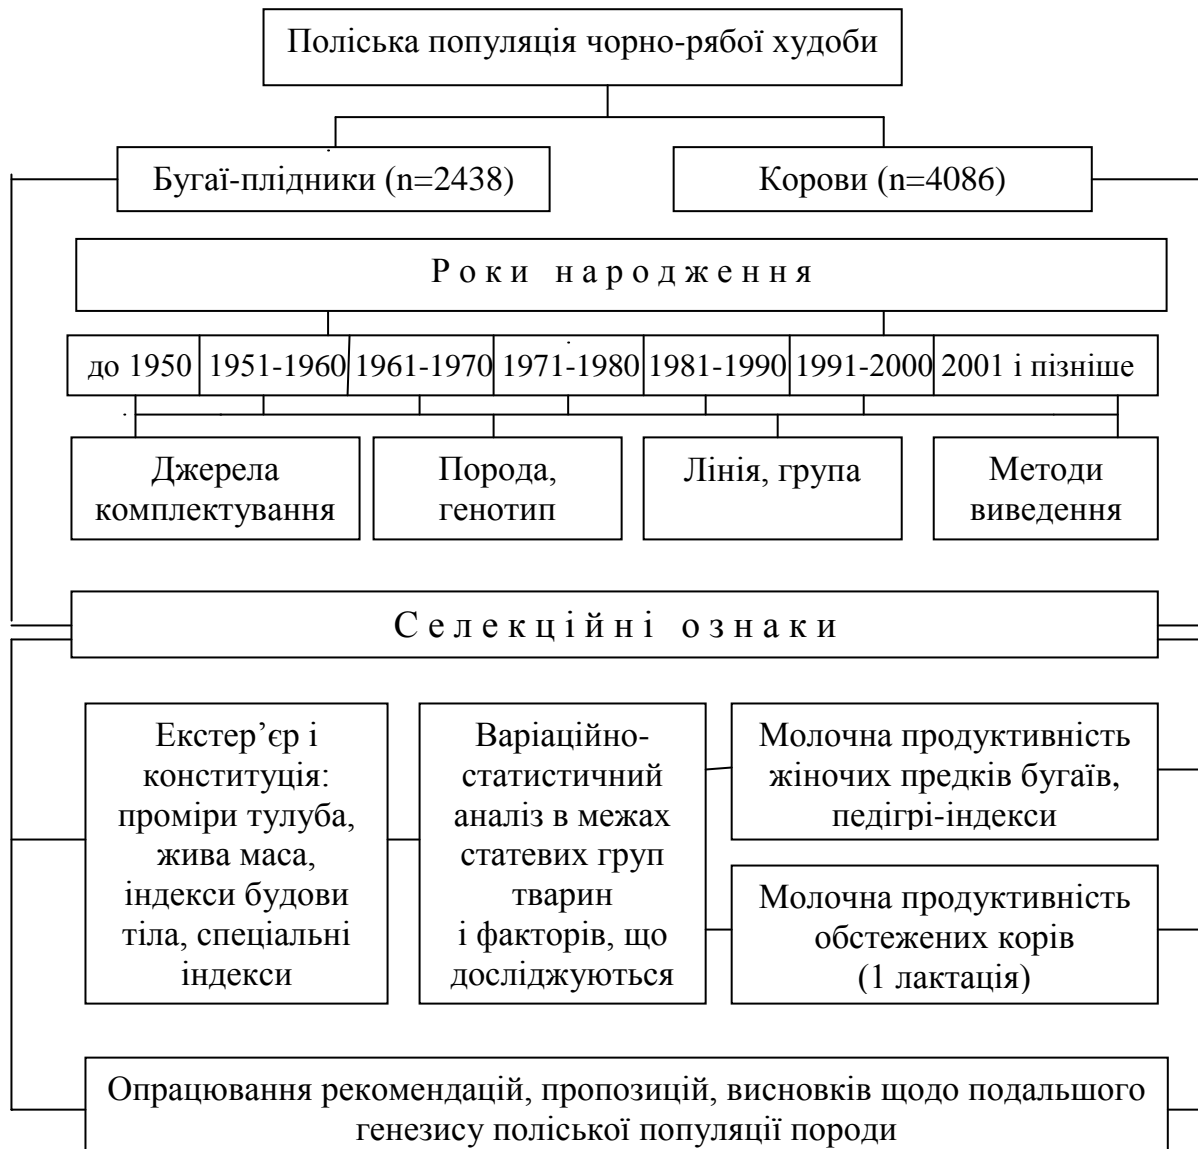 Поліська популяція чорно-рябої худоби
Бугаї-плідники (n=2438)
Корови (n=4086)
Роки народження
до 1950
1951-1960
1961-1970
1971-1980
1981-1990
1991-2000
2001 і пізніше
Джерела
комплектування
Порода,
генотип
Лінія, група
Методи
виведення
Селекційні ознаки
Екстер’єр і
конституція:
проміри тулуба,
жива маса,
індекси будови
тіла, спеціальні
індекси
Варіаційно-
статистичний
аналіз в межах
статевих груп
тварин
і факторів, що
досліджуються
Молочна продуктивність
жіночих предків бугаїв,
педігрі-індекси
Молочна продуктивність
обстежених корів
(1 лактація)
Опрацювання рекомендацій, пропозицій, висновків щодо подальшого
генезису поліської популяції породи